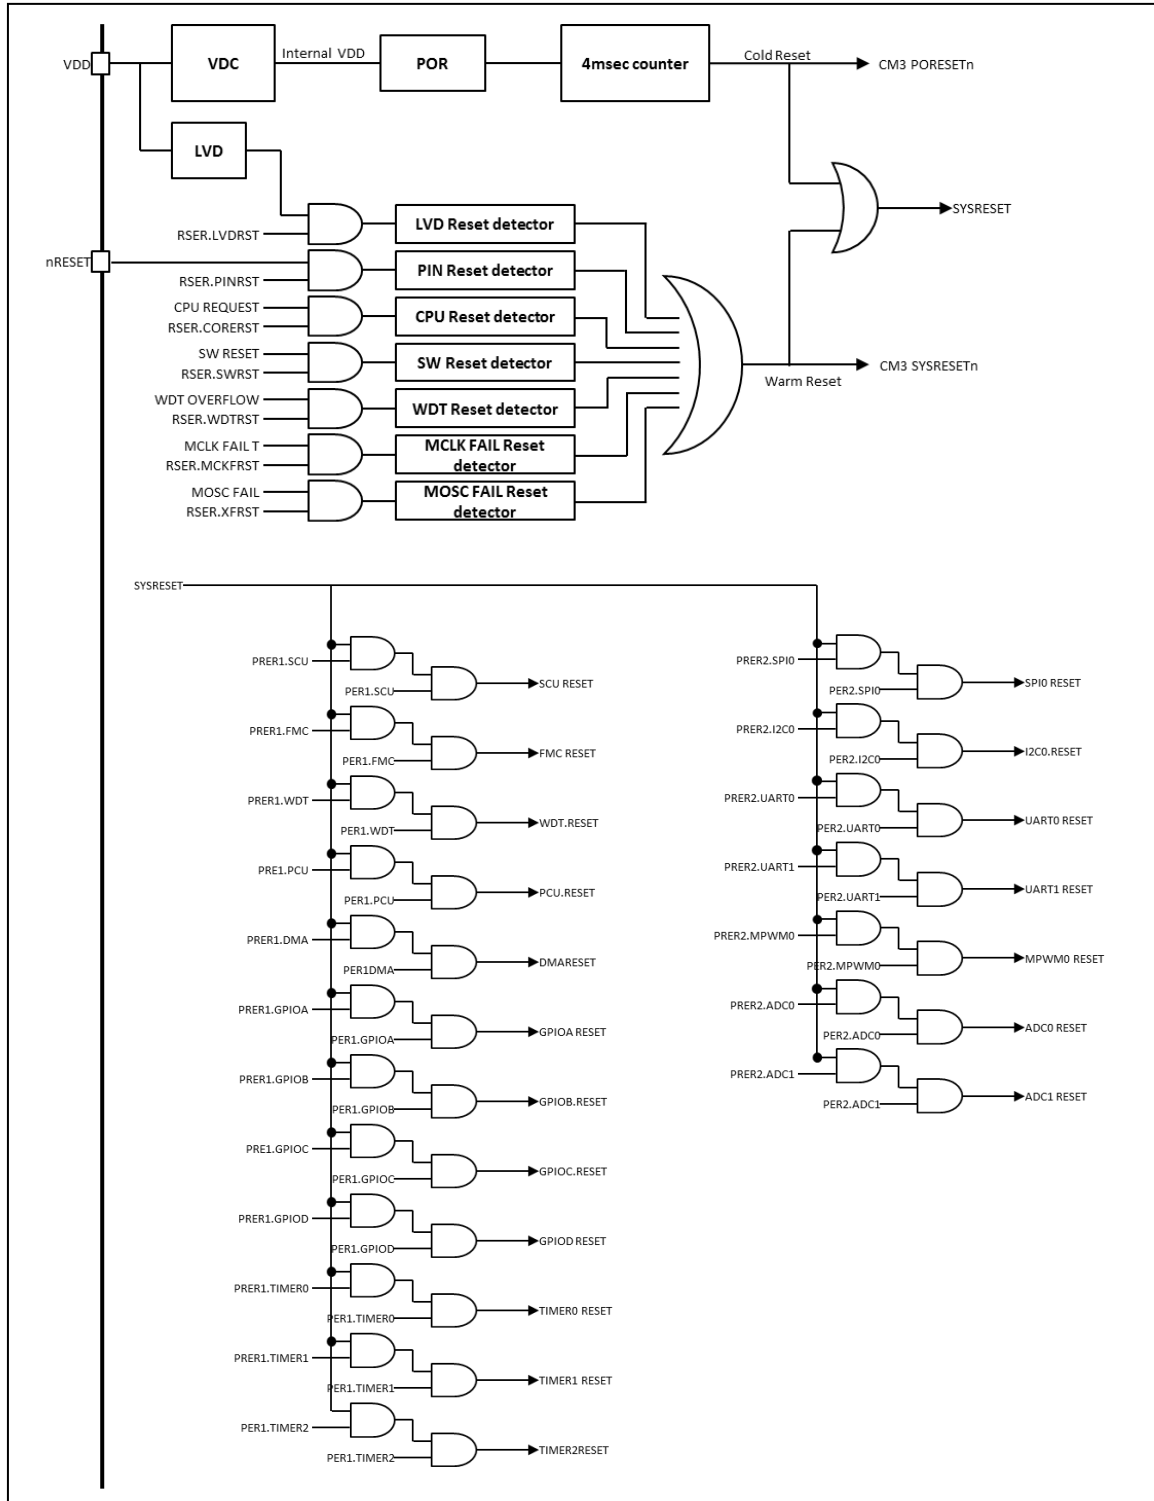 VDD
VDC
Internal VDD
POR
4msec counter
Cold Reset
CM3 PORESETn
LVD
SYSRESET
RSER.LVDRST
LVD Reset detector
nRESET
RSER.PINRST
PIN Reset detector
CPU REQUEST
RSER.CORERST
CPU Reset detector
SW RESET
RSER.SWRST
SW Reset detector
CM3 SYSRESETn
Warm Reset
WDT OVERFLOW
RSER.WDTRST
WDT Reset detector
MCLK FAIL T
RSER.MCKFRST
MCLK FAIL Reset
detector
MOSC FAIL
RSER.XFRST
MOSC FAIL Reset
detector
SYSRESET
PRER1.SCU
PER1.SCU
SCU RESET
PRER1.FMC
PER1.FMC
FMC RESET
PRER1.WDT
PER1.WDT
WDT.RESET
PRE1.PCU
PER1.PCU
PCU.RESET
PRER1.DMA
PER1DMA
DMARESET
PRER1.GPIOA
PER1.GPIOA
GPIOA RESET
PRER1.GPIOB
PER1.GPIOB
GPIOB.RESET
PRE1.GPIOC
PER1.GPIOC
GPIOC.RESET
PRER1.GPIOD
PER1.GPIOD
GPIOD RESET
PRER1.TIMER0
PER1.TIMER0
TIMER0 RESET
PRER1.TIMER1
PER1.TIMER1
TIMER1 RESET
PER1.TIMER2
PER1.TIMER2
TIMER2RESET
PRER2.SPI0
PER2.SPI0
SPI0 RESET
PRER2.I2C0
PER2.I2C0
I2C0.RESET
PRER2.UART0
PER2.UART0
UART0 RESET
PRER2.UART1
PER2.UART1
UART1 RESET
PRER2.MPWM0
PER2.MPWM0
MPWM0 RESET
PRER2.ADC0
PER2.ADC0
ADC0 RESET
PRER2.ADC1
PER2.ADC1
ADC1 RESET